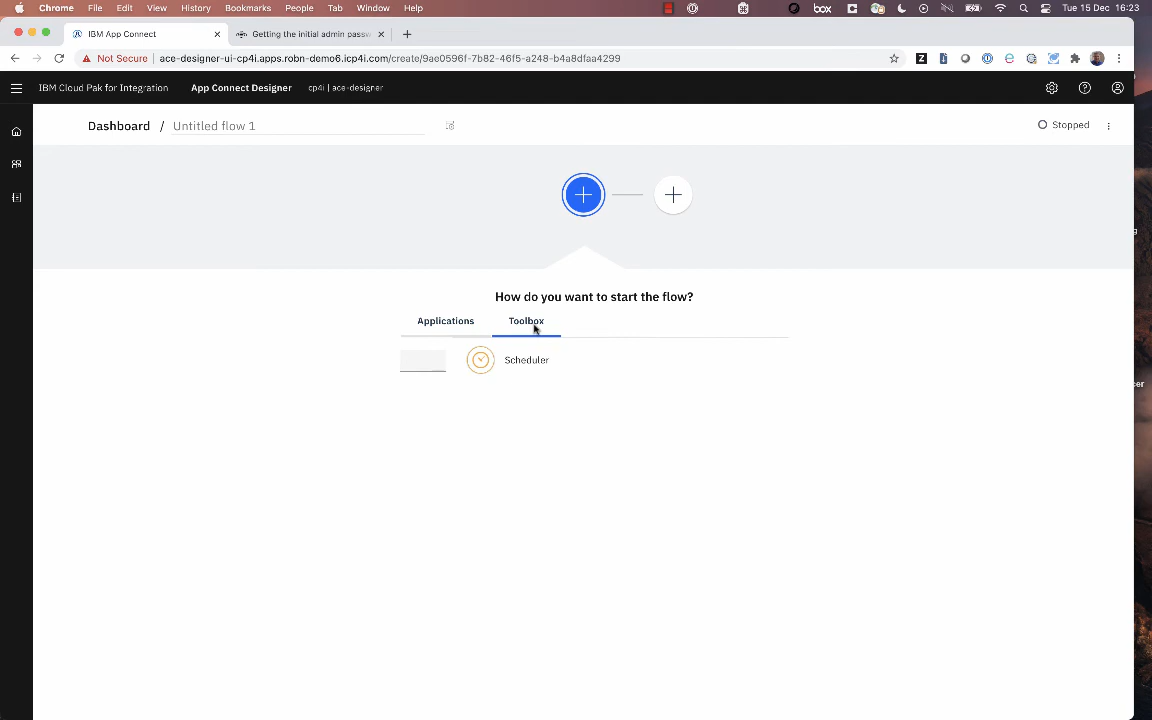 Chrome File Edit View History Bookmarks People Tab Window Help box Tue 15 Dec 16:23
IBM App Connect Getting the initial admin passw
Not Secure ace-designer-ui-cp4i.apps.robn-demo6.icp4i.com/create/9ae0596f-7b82-46f5-a248-b4a8dfaa4299
IBM Cloud Pak for Integration App Connect Designer cp4i | ace-designer
Dashboard / Untitled flow 1 Stopped
How do you want to start the flow?
Applications Toolbox
Scheduler
cer